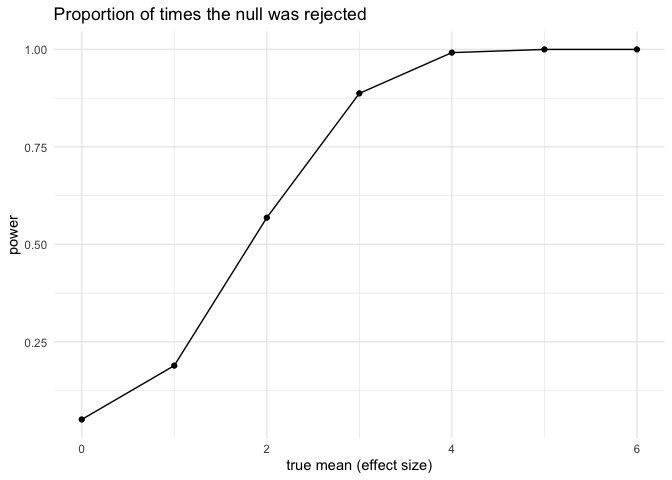 Proportion of times the null was rejected
1.00
0.75
0.50
0.25
power
0
2
4
6
true mean (effect size)